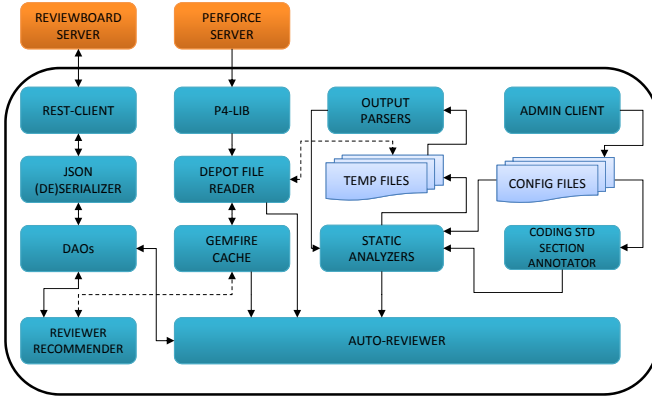 REVIEWBOARD
SERVER
PERFORCE
SERVER
REST-CLIENT
P4-LIB
OUTPUT
PARSERS
ADMIN CLIENT
JSON
(DE)SERIALIZER
DEPOT FILE
READER
TEMP FILES
CONFIG FILES
DAOs
GEMFIRE
CACHE
STATIC
ANALYZERS
CODING STD
SECTION
ANNOTATOR
REVIEWER
RECOMMENDER
AUTO-REVIEWER